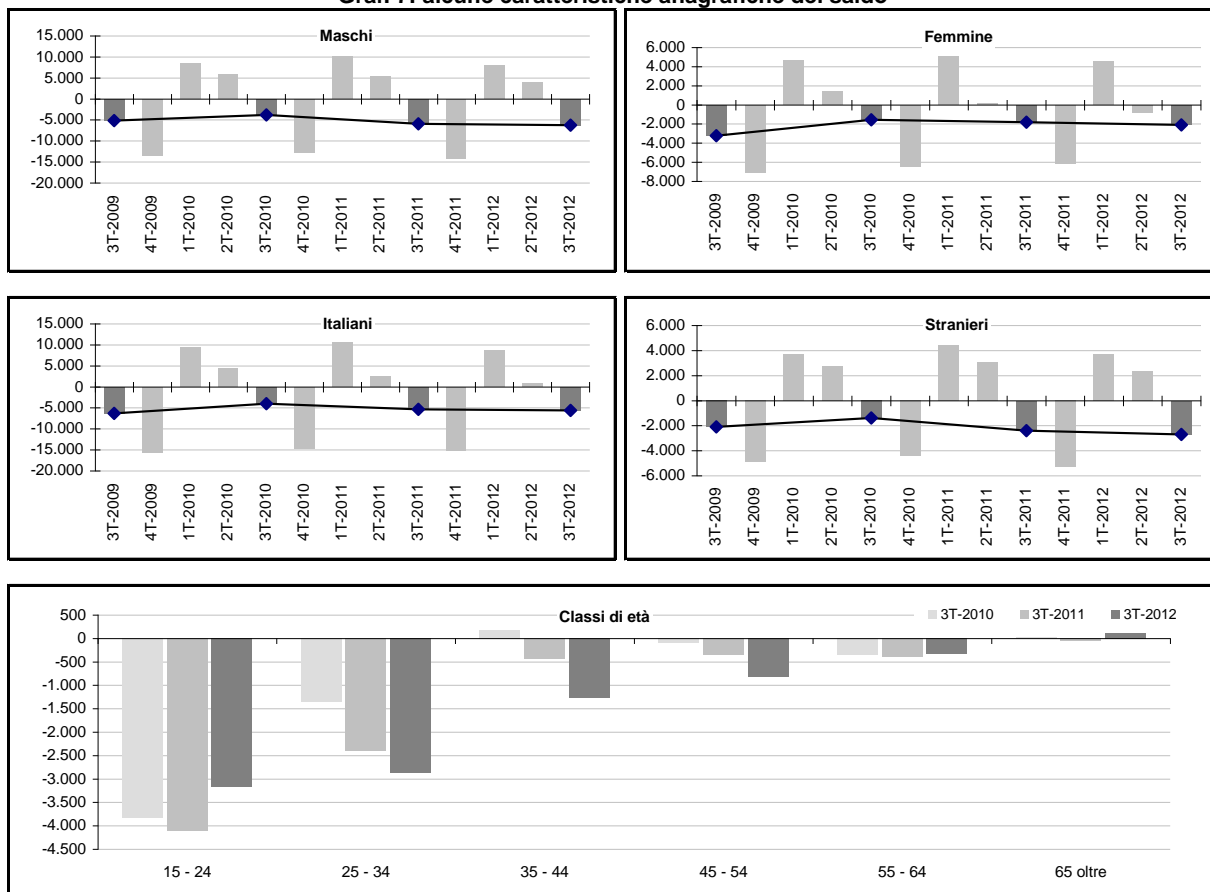 Maschi
15.000
10.000
5.000
0
-5.000
-10.000
-15.000
-20.000
3T-2009
4T-2009
1T-2010
2T-2010
3T-2010
4T-2010
1T-2011
2T-2011
3T-2011
4T-2011
1T-2012
2T-2012
3T-2012
Femmine
6.000
4.000
2.000
0
-2.000
-4.000
-6.000
-8.000
3T-2009
4T-2009
1T-2010
2T-2010
3T-2010
4T-2010
1T-2011
2T-2011
3T-2011
4T-2011
1T-2012
2T-2012
3T-2012
Italiani
15.000
10.000
5.000
0
-5.000
-10.000
-15.000
-20.000
3T-2009
4T-2009
1T-2010
2T-2010
3T-2010
4T-2010
1T-2011
2T-2011
3T-2011
4T-2011
1T-2012
2T-2012
3T-2012
Stranieri
6.000
4.000
2.000
0
-2.000
-4.000
-6.000
3T-2009
4T-2009
1T-2010
2T-2010
3T-2010
4T-2010
1T-2011
2T-2011
3T-2011
4T-2011
1T-2012
2T-2012
3T-2012
Classi di età
3T-2010 3T-2011 3T-2012
500
0
-500
-1.000
-1.500
-2.000
-2.500
-3.000
-3.500
-4.000
-4.500
15 - 24 25 - 34 35 - 44 45 - 54 55 - 64 65 oltre